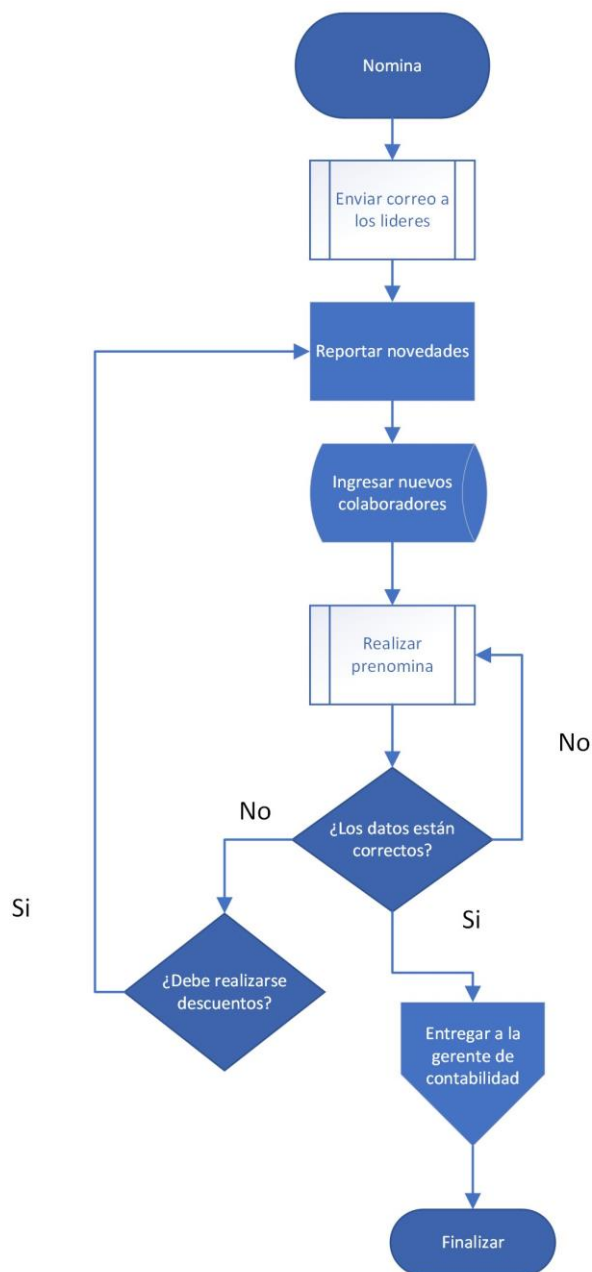 Nomina
Enviar correo a
los lideres
Reportar novedades
Ingresar nuevos
colaboradores
Realizar
prenomina
No
No
¿Los datos están
correctos?
Si
Si
¿Debe realizarse
descuentos?
Entregar a la
gerente de
contabilidad
Finalizar